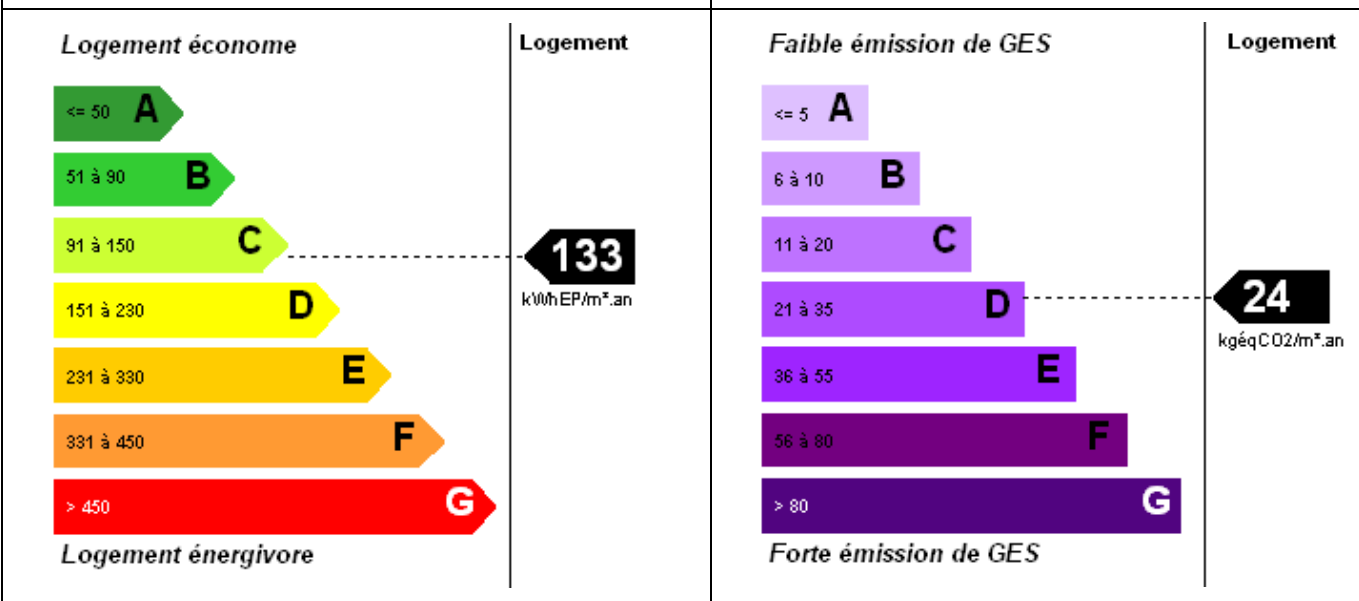 Logement économe
Logement
<= 50 A
51 à 90 B
91 à 150 C
133
kWhEP/m².an
151 à 230 D
231 à 330 E
331 à 450 F
> 450 G
Logement énergivore
Faible émission de GES
Logement
<= 5 A
6 à 10 B
11 à 20 C
21 à 35 D
24
kgéqCO2/m².an
36 à 55 E
56 à 80 F
> 80 G
Forte émission de GES